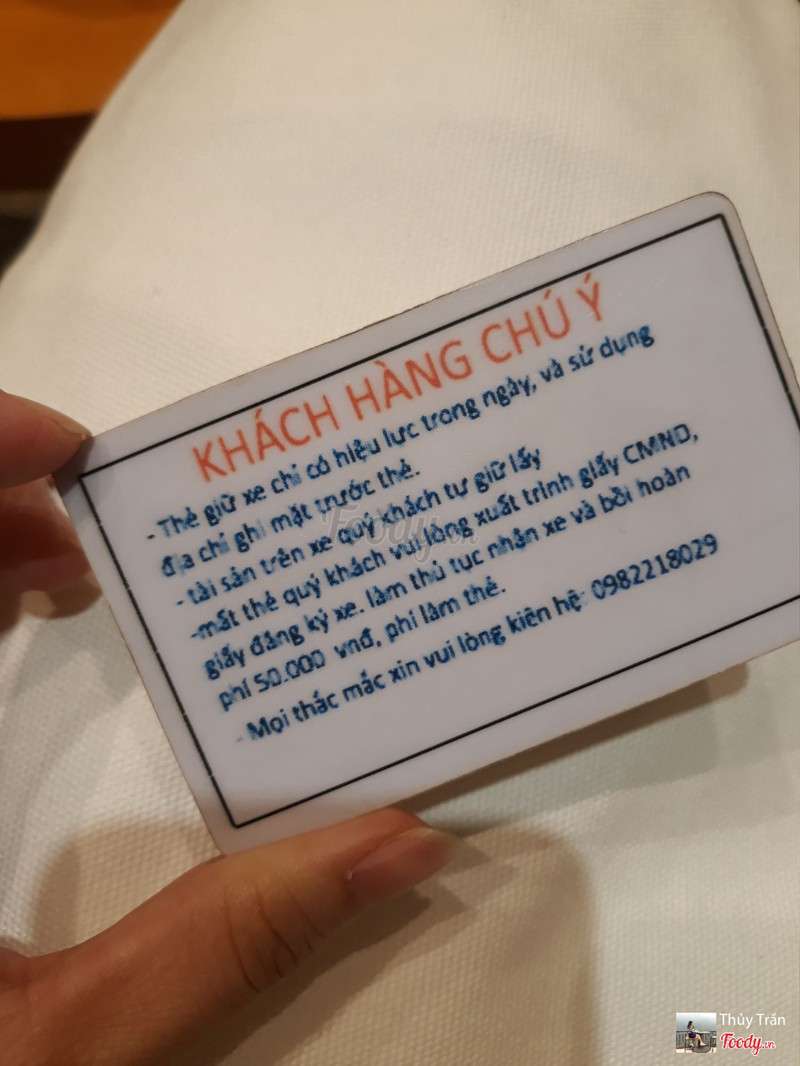 KHÁCH HÀNG CHÚ Ý
- Thẻ giữ xe chỉ có hiệu lực trong ngày, và sử dụng
địa chỉ ghi mặt trước thẻ.
- tài sản trên xe quý khách tự giữ lấy
-mất thẻ quý khách vui lòng xuất trình giấy CMND,
giấy đăng ký xe. làm thủ tục nhận xe và bồi hoàn
phí 50.000 vnđ, phí làm thẻ.
- Mọi thắc mắc xin vui lòng kiên hệ: 0982218029
Foody.vn
Thủy Trần
Foody.vn